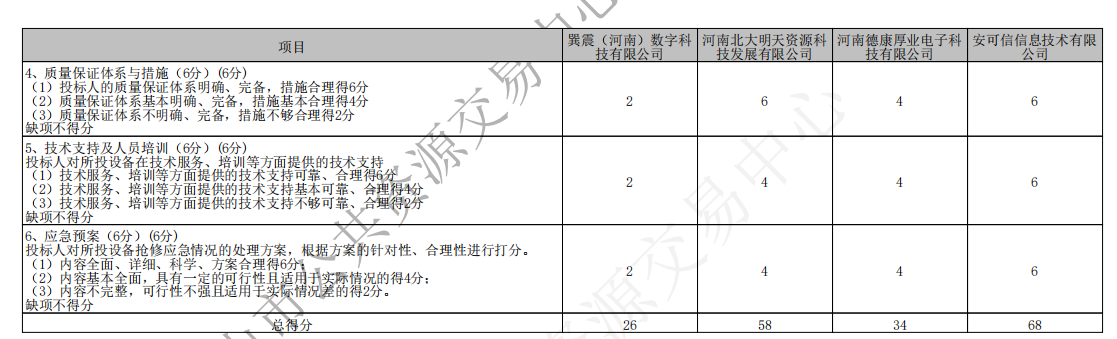 项目
巽震（河南）数字科
技有限公司
河南北大明天资源科
技发展有限公司
河南德康厚业电子科
技有限公司
安可信信息技术有限
公司
4、质量保证体系与措施（6分）(6分)
（1）投标人的质量保证体系明确、完备，措施合理得6分
（2）质量保证体系基本明确、完备，措施基本合理得4分
（3）质量保证体系不明确、完备，措施不够合理得2分
缺项不得分
2
6
4
6
5、技术支持及人员培训（6分）(6分)
投标人对所投设备在技术服务、培训等方面提供的技术支持
（1）技术服务、培训等方面提供的技术支持可靠、合理得6分
（2）技术服务、培训等方面提供的技术支持基本可靠、合理得4分
（3）技术服务、培训等方面提供的技术支持不够可靠、合理得2分
缺项不得分
2
4
4
6
6、应急预案（6分）(6分)
投标人对所投设备抢修应急情况的处理方案，根据方案的针对性、合理性进行打分。
（1）内容全面、详细、科学、方案合理得6分；
（2）内容基本全面，具有一定的可行性且适用于实际情况的得4分；
（3）内容不完整，可行性不强且适用于实际情况差的得2分。
缺项不得分
2
4
4
6
总得分
26
58
34
68
山市公共资源交易中心
资源交易中心